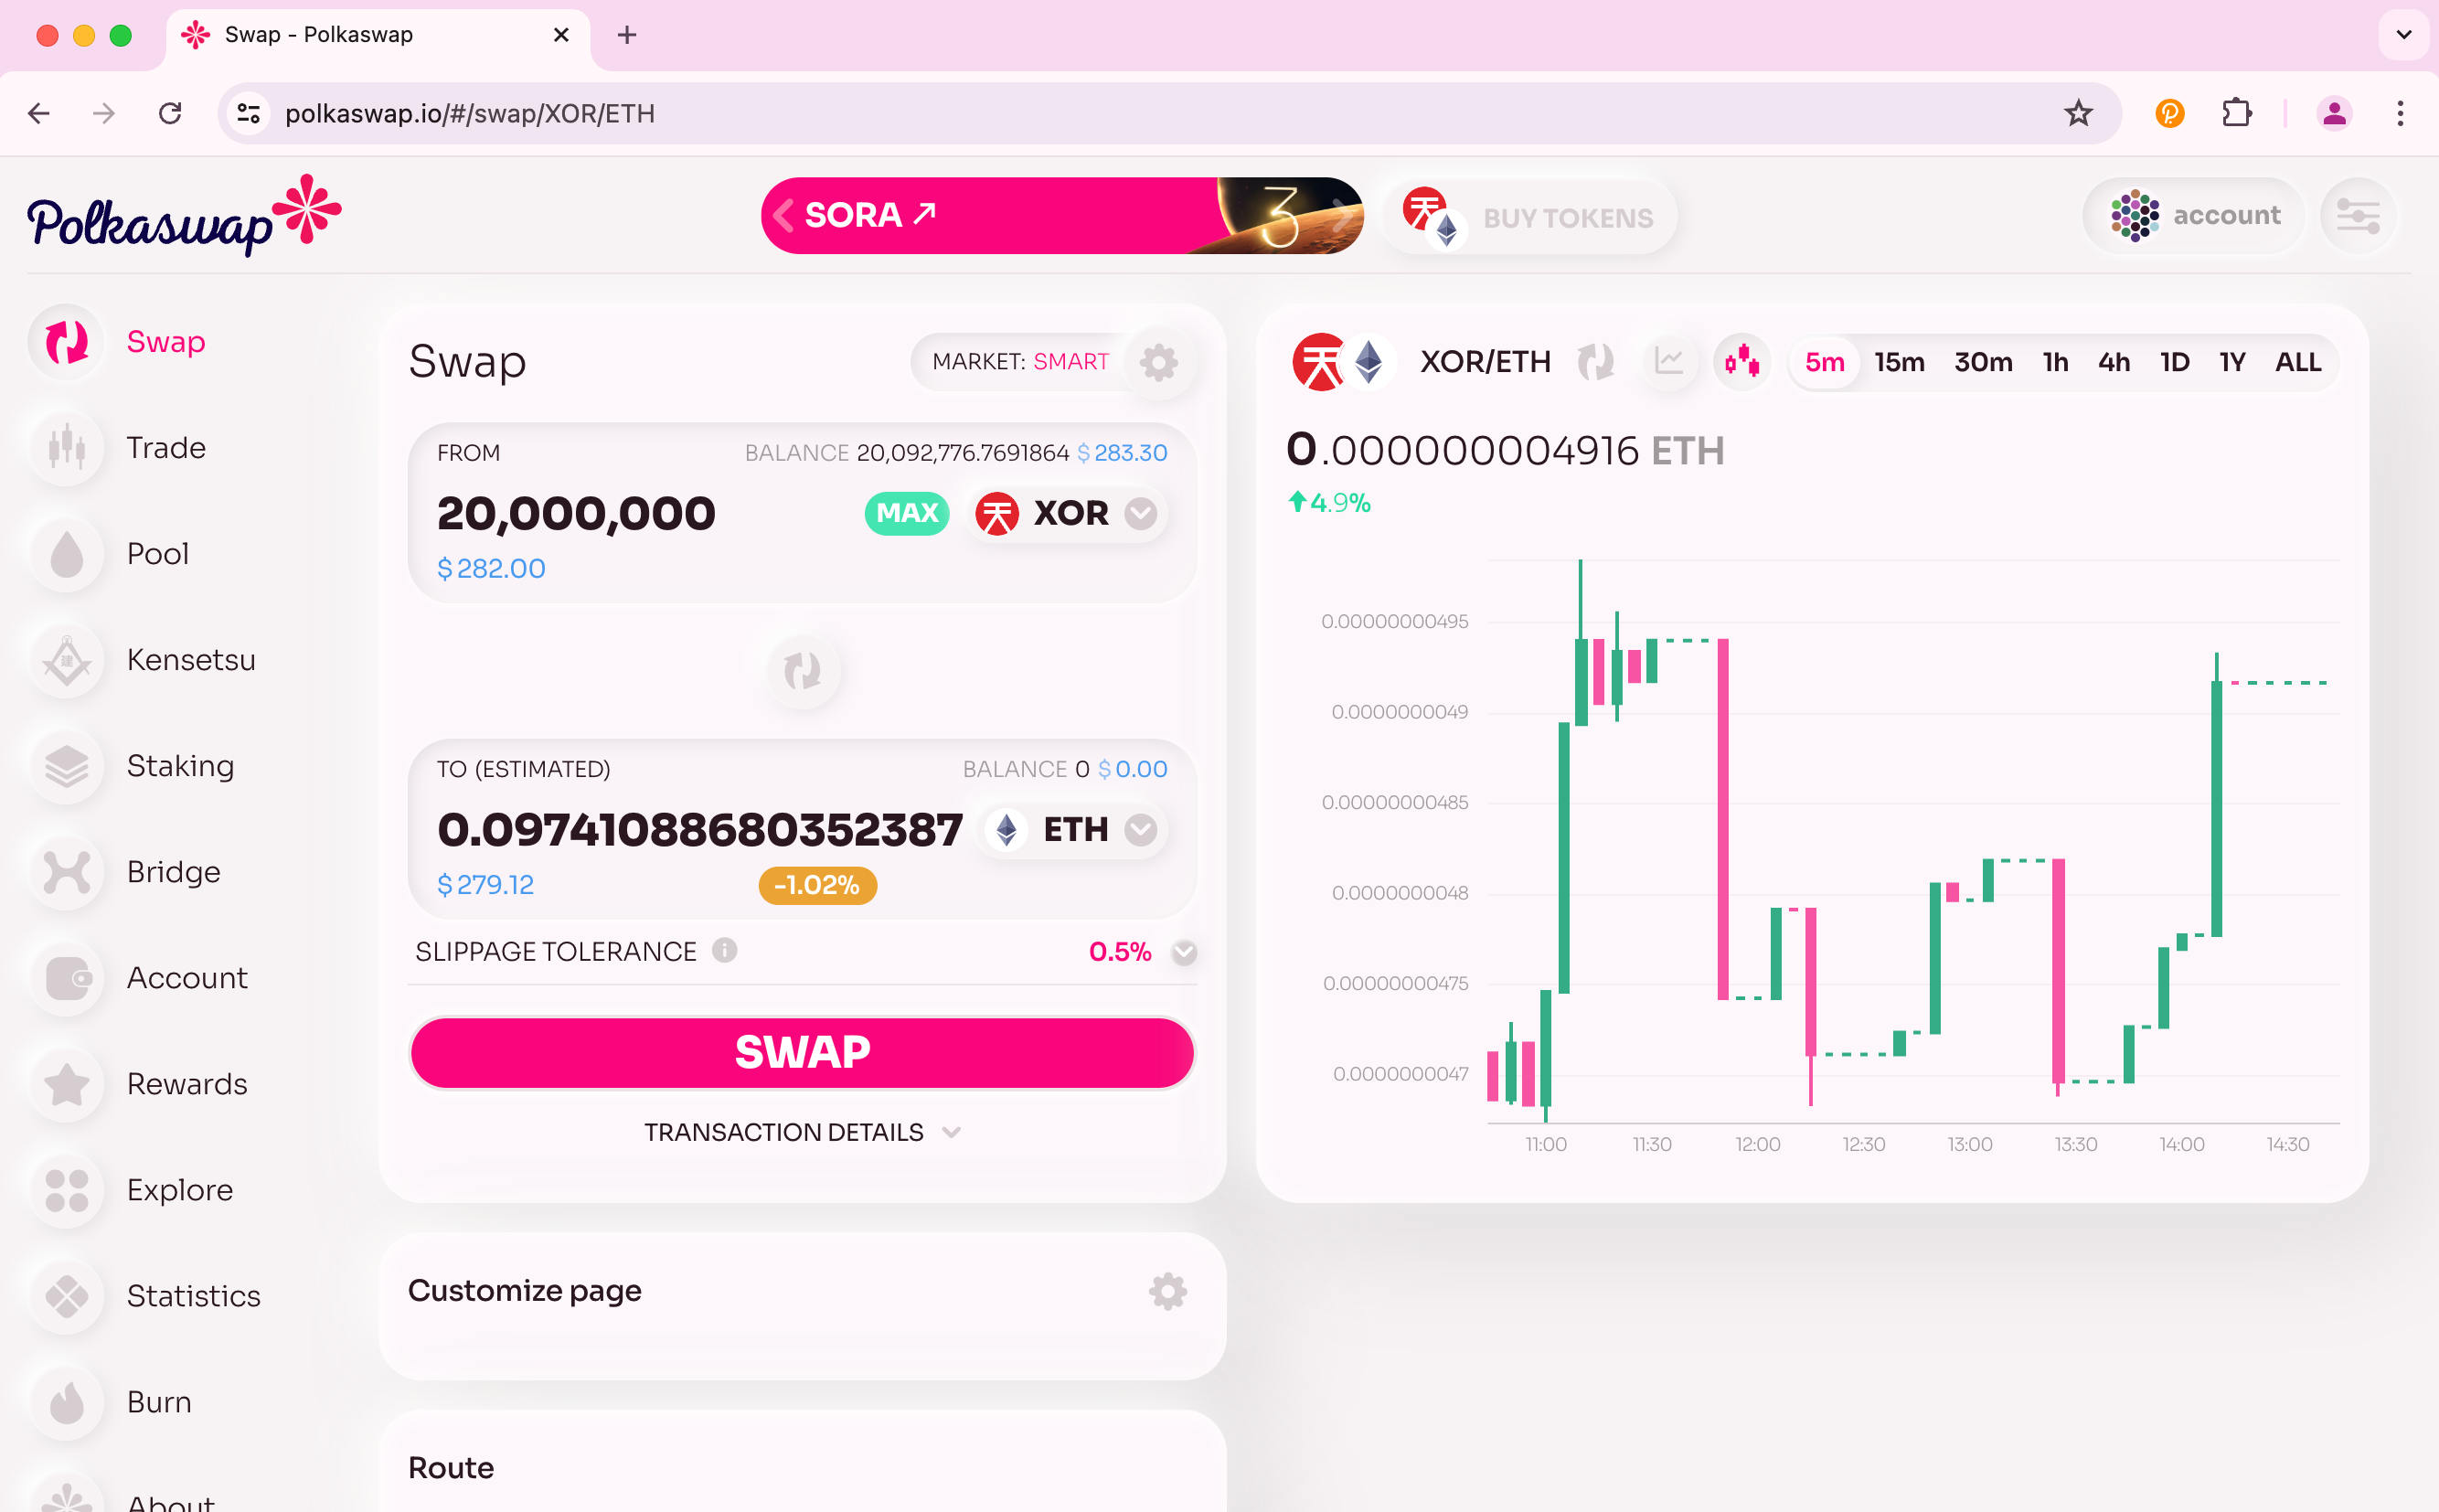 Swap - Polkaswap
polkaswap.io/#/swap/XOR/ETH
Polkaswap
SORA
3
BUY TOKENS
account
Swap
Trade
Pool
Kensetsu
Staking
Bridge
Account
Rewards
Explore
Statistics
Burn
About
Swap
MARKET: SMART
FROM
BALANCE 20,092,776.7691864 $ 283.30
20,000,000
MAX
XOR
$ 282.00
TO (ESTIMATED)
BALANCE 0 $ 0.00
0.09741088680352387
ETH
$ 279.12
-1.02%
SLIPPAGE TOLERANCE
0.5%
SWAP
TRANSACTION DETAILS
Customize page
Route
XOR/ETH
5m 15m 30m 1h 4h 1D 1Y ALL
0.000000004916 ETH
4.9%
0.00000000495
0.0000000049
0.00000000485
0.0000000048
0.00000000475
0.0000000047
11:00 11:30 12:00 12:30 13:00 13:30 14:00 14:30